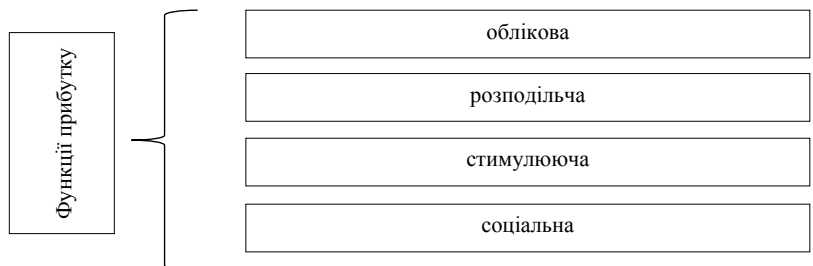 Функції прибутку
облікова
розподільча
стимулююча
соціальна